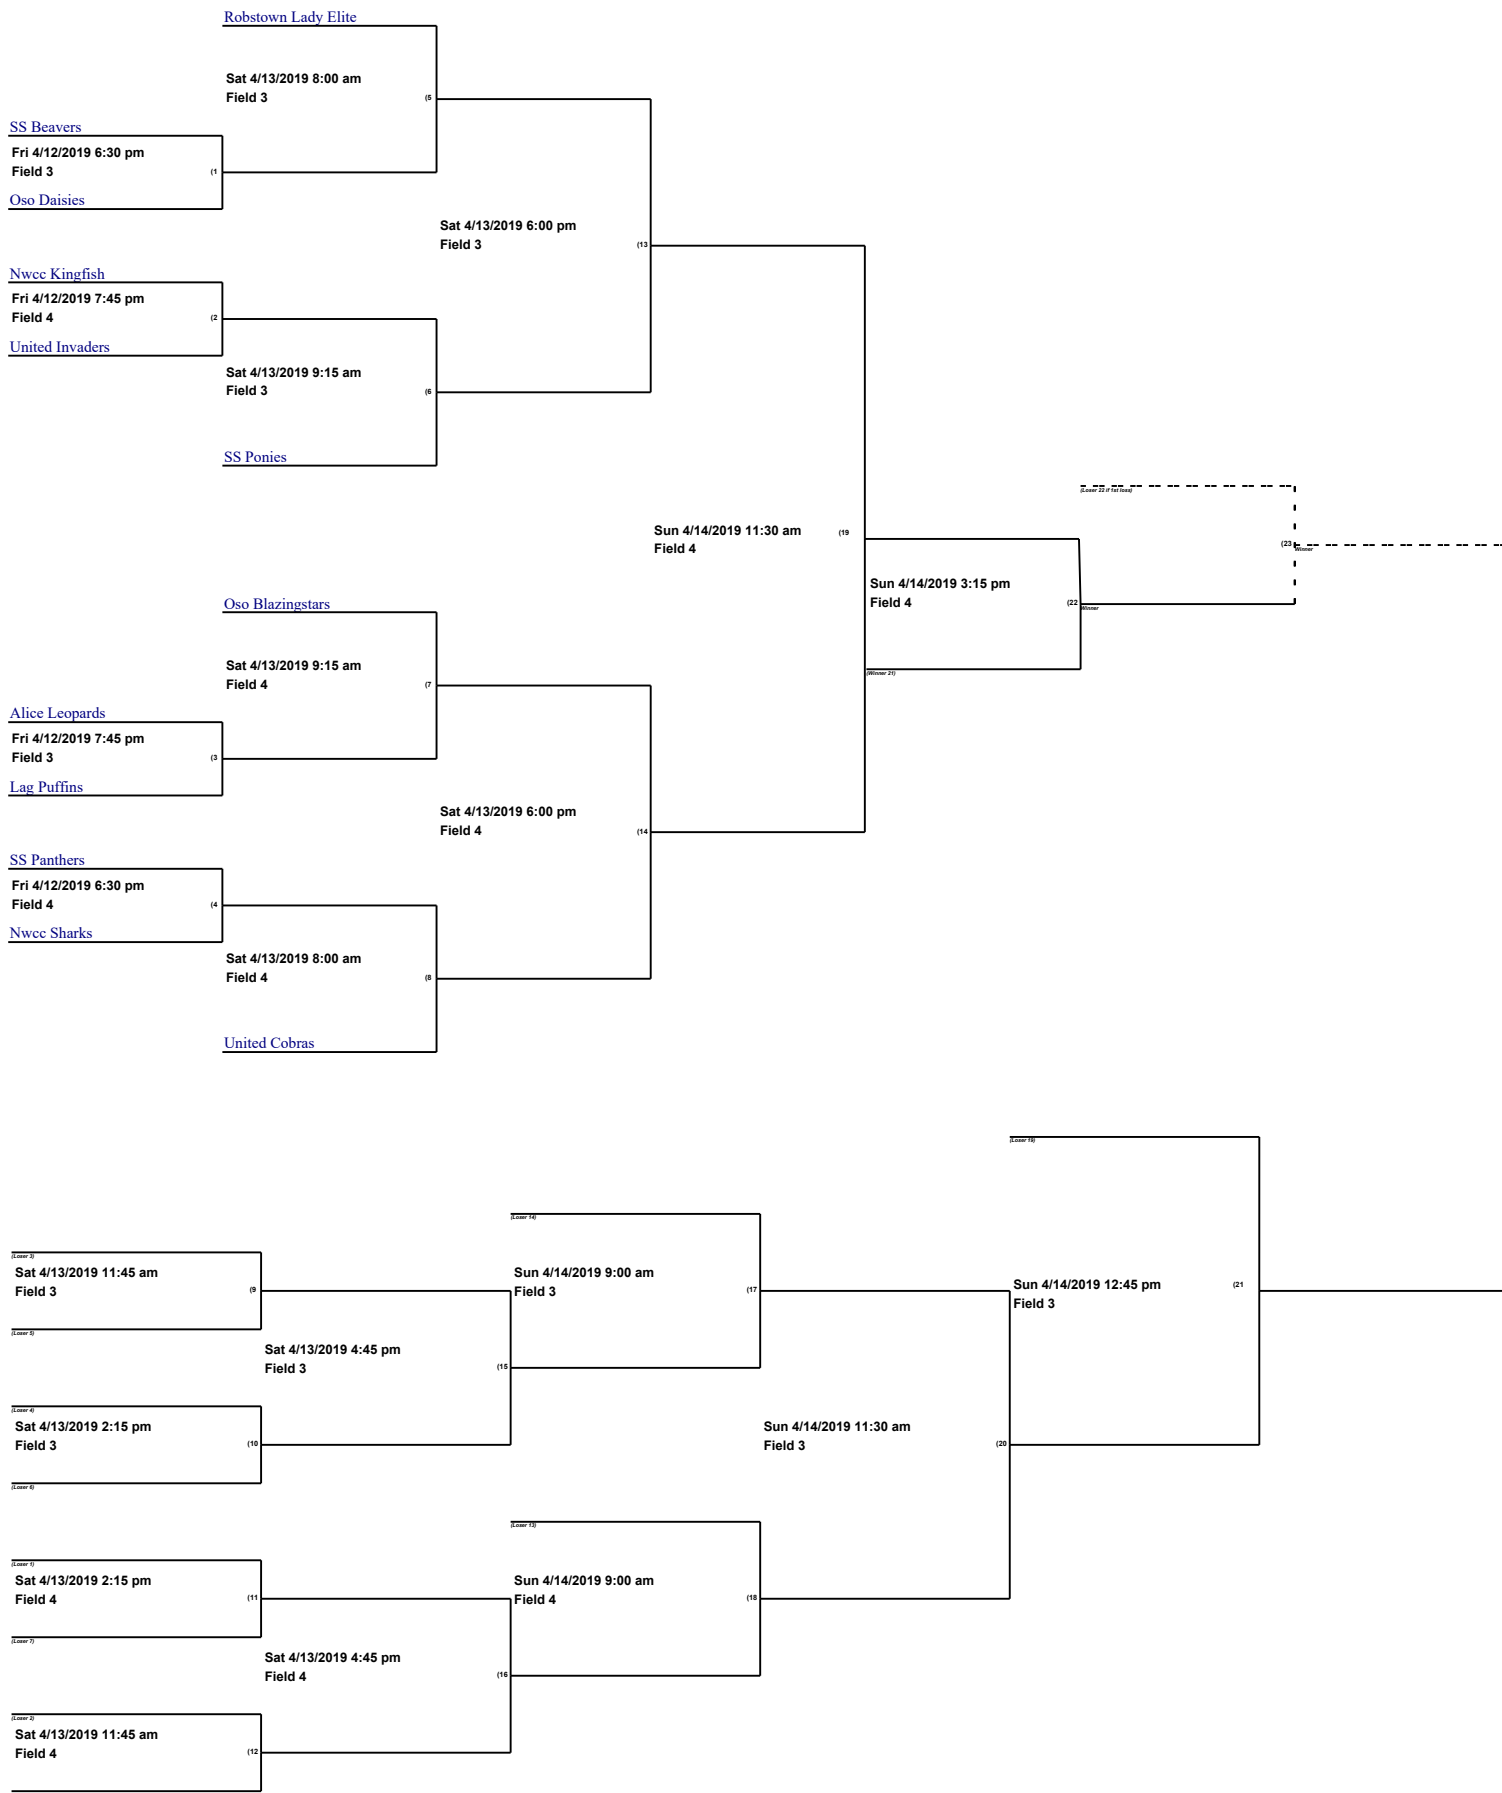 Robstown Lady Elite
Sat 4/13/2019 8:00 am
Field 3
(5
SS Beavers
Fri 4/12/2019 6:30 pm
Field 3
(1
Oso Daisies
Sat 4/13/2019 6:00 pm
Field 3
(13
Nwcc Kingfish
Fri 4/12/2019 7:45 pm
Field 4
(2
United Invaders
Sat 4/13/2019 9:15 am
Field 3
(6
SS Ponies
(Loser 22 if 1st loss)
Sun 4/14/2019 11:30 am
Field 4
(19
(23
Winner
Sun 4/14/2019 3:15 pm
Field 4
(22
Winner
Oso Blazingstars
Sat 4/13/2019 9:15 am
Field 4
(7
(Winner 21)
Alice Leopards
Fri 4/12/2019 7:45 pm
Field 3
(3
Lag Puffins
Sat 4/13/2019 6:00 pm
Field 4
(14
SS Panthers
Fri 4/12/2019 6:30 pm
Field 4
(4
Nwcc Sharks
Sat 4/13/2019 8:00 am
Field 4
(8
United Cobras
(Loser 19)
(Loser 14)
(Loser 3)
Sat 4/13/2019 11:45 am
Field 3
(9
(Loser 5)
Sun 4/14/2019 9:00 am
Field 3
(17
Sun 4/14/2019 12:45 pm
Field 3
(21
Sat 4/13/2019 4:45 pm
Field 3
(15
(Loser 4)
Sat 4/13/2019 2:15 pm
Field 3
(10
(Loser 6)
Sun 4/14/2019 11:30 am
Field 3
(20
(Loser 13)
(Loser 1)
Sat 4/13/2019 2:15 pm
Field 4
(11
(Loser 7)
Sun 4/14/2019 9:00 am
Field 4
(18
Sat 4/13/2019 4:45 pm
Field 4
(16
(Loser 2)
Sat 4/13/2019 11:45 am
Field 4
(12